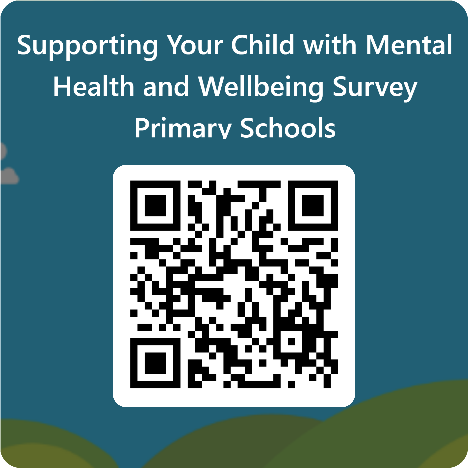 Supporting Your Child with Mental
Health and Wellbeing Survey
Primary Schools